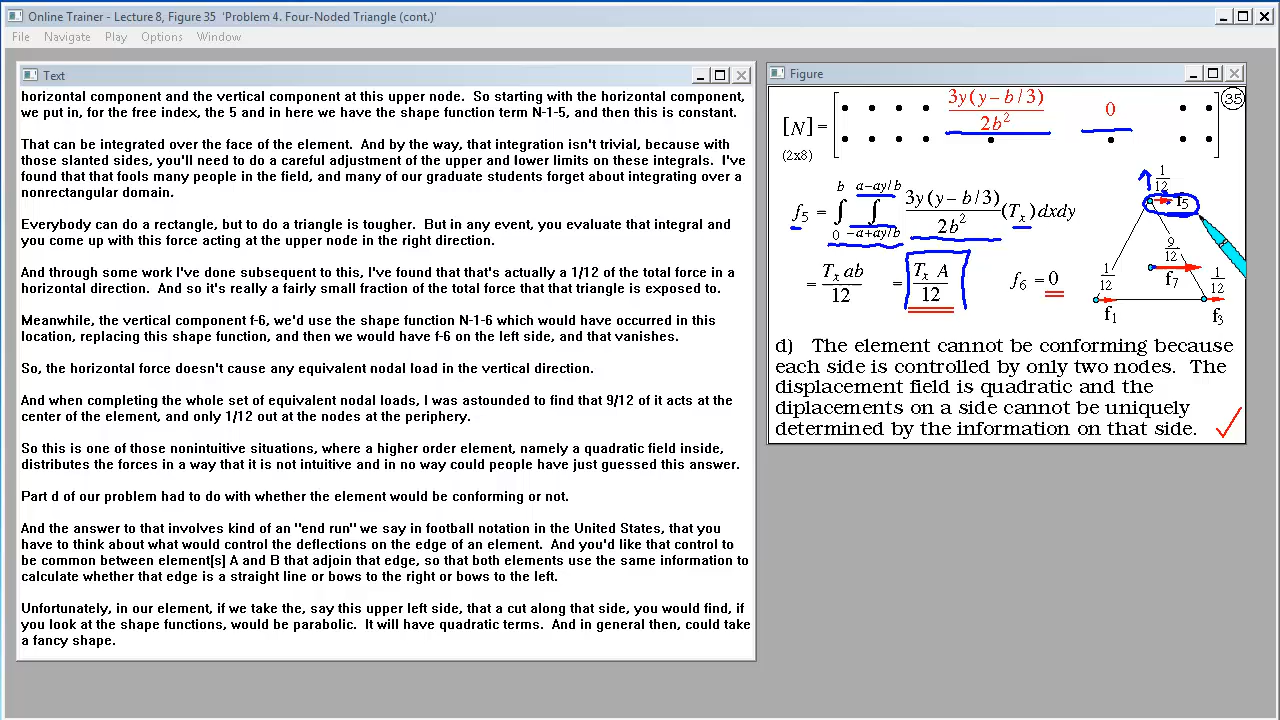 Online Trainer - Lecture 8, Figure 35 'Problem 4. Four-Noded Triangle (cont.)'
File Navigate Play Options Window
Text
horizontal component and the vertical component at this upper node. So starting with the horizontal component,
we put in, for the free index, the 5 and in here we have the shape function term N-1-5, and then this is constant.
That can be integrated over the face of the element. And by the way, that integration isn't trivial, because with
those slanted sides, you'll need to do a careful adjustment of the upper and lower limits on these integrals. I've
found that that fools many people in the field, and many of our graduate students forget about integrating over a
nonrectangular domain.
Everybody can do a rectangle, but to do a triangle is tougher. But in any event, you evaluate that integral and
you come up with this force acting at the upper node in the right direction.
And through some work I've done subsequent to this, I've found that that's actually a 1/12 of the total force in a
horizontal direction. And so it's really a fairly small fraction of the total force that that triangle is exposed to.
Meanwhile, the vertical component f-6, we'd use the shape function N-1-6 which would have occurred in this
location, replacing this shape function, and then we would have f-6 on the left side, and that vanishes.
So, the horizontal force doesn't cause any equivalent nodal load in the vertical direction.
And when completing the whole set of equivalent nodal loads, I was astounded to find that 9/12 of it acts at the
center of the element, and only 1/12 out at the nodes at the periphery.
So this is one of those nonintuitive situations, where a higher order element, namely a quadratic field inside,
distributes the forces in a way that it is not intuitive and in no way could people have just guessed this answer.
Part d of our problem had to do with whether the element would be conforming or not.
And the answer to that involves kind of an "end run" we say in football notation in the United States, that you
have to think about what would control the deflections on the edge of an element. And you'd like that control to
be common between element[s] A and B that adjoin that edge, so that both elements use the same information to
calculate whether that edge is a straight line or bows to the right or bows to the left.
Unfortunately, in our element, if we take the, say this upper left side, that a cut along that side, you would find, if
you look at the shape functions, would be parabolic. It will have quadratic terms. And in general then, could take
a fancy shape.
Figure
35
[N] = [ 3y(y−b/3) / 2b² 0 ]
(2x8)
f5 = ∫0^b ∫−a+ay/b^a−ay/b 3y(y−b/3) / 2b² (Tx) dxdy
= Tx ab / 12 = Tx A / 12 f6 = 0
1/12 f5
9/12 f7
1/12 f1
1/12 f3
d) The element cannot be conforming because
each side is controlled by only two nodes. The
displacement field is quadratic and the
diplacements on a side cannot be uniquely
determined by the information on that side.